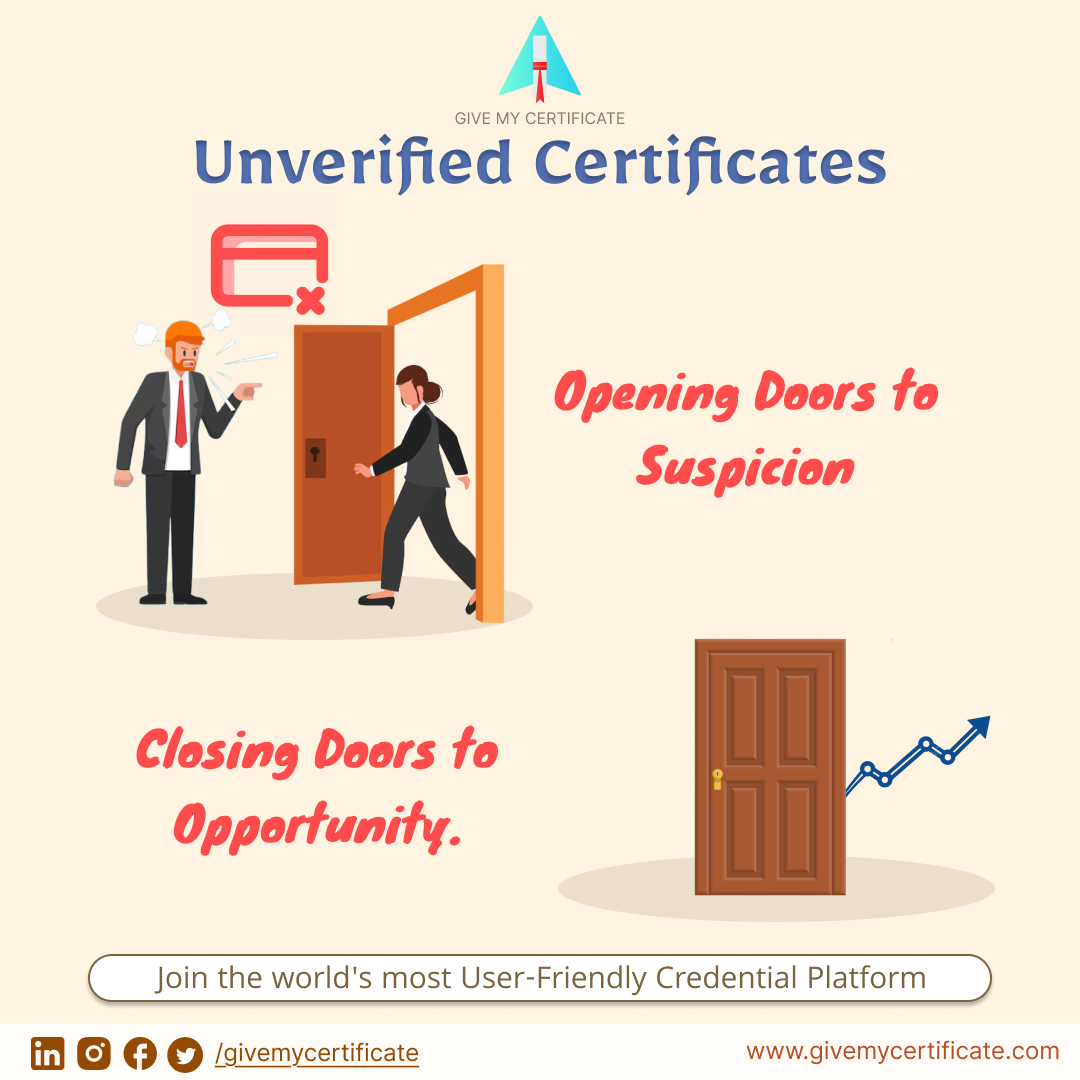 GIVE MY CERTIFICATE
Unverified Certificates
Opening Doors to
Suspicion
Closing Doors to
Opportunity.
Join the world's most User-Friendly Credential Platform
/givemycertificate
www.givemycertificate.com